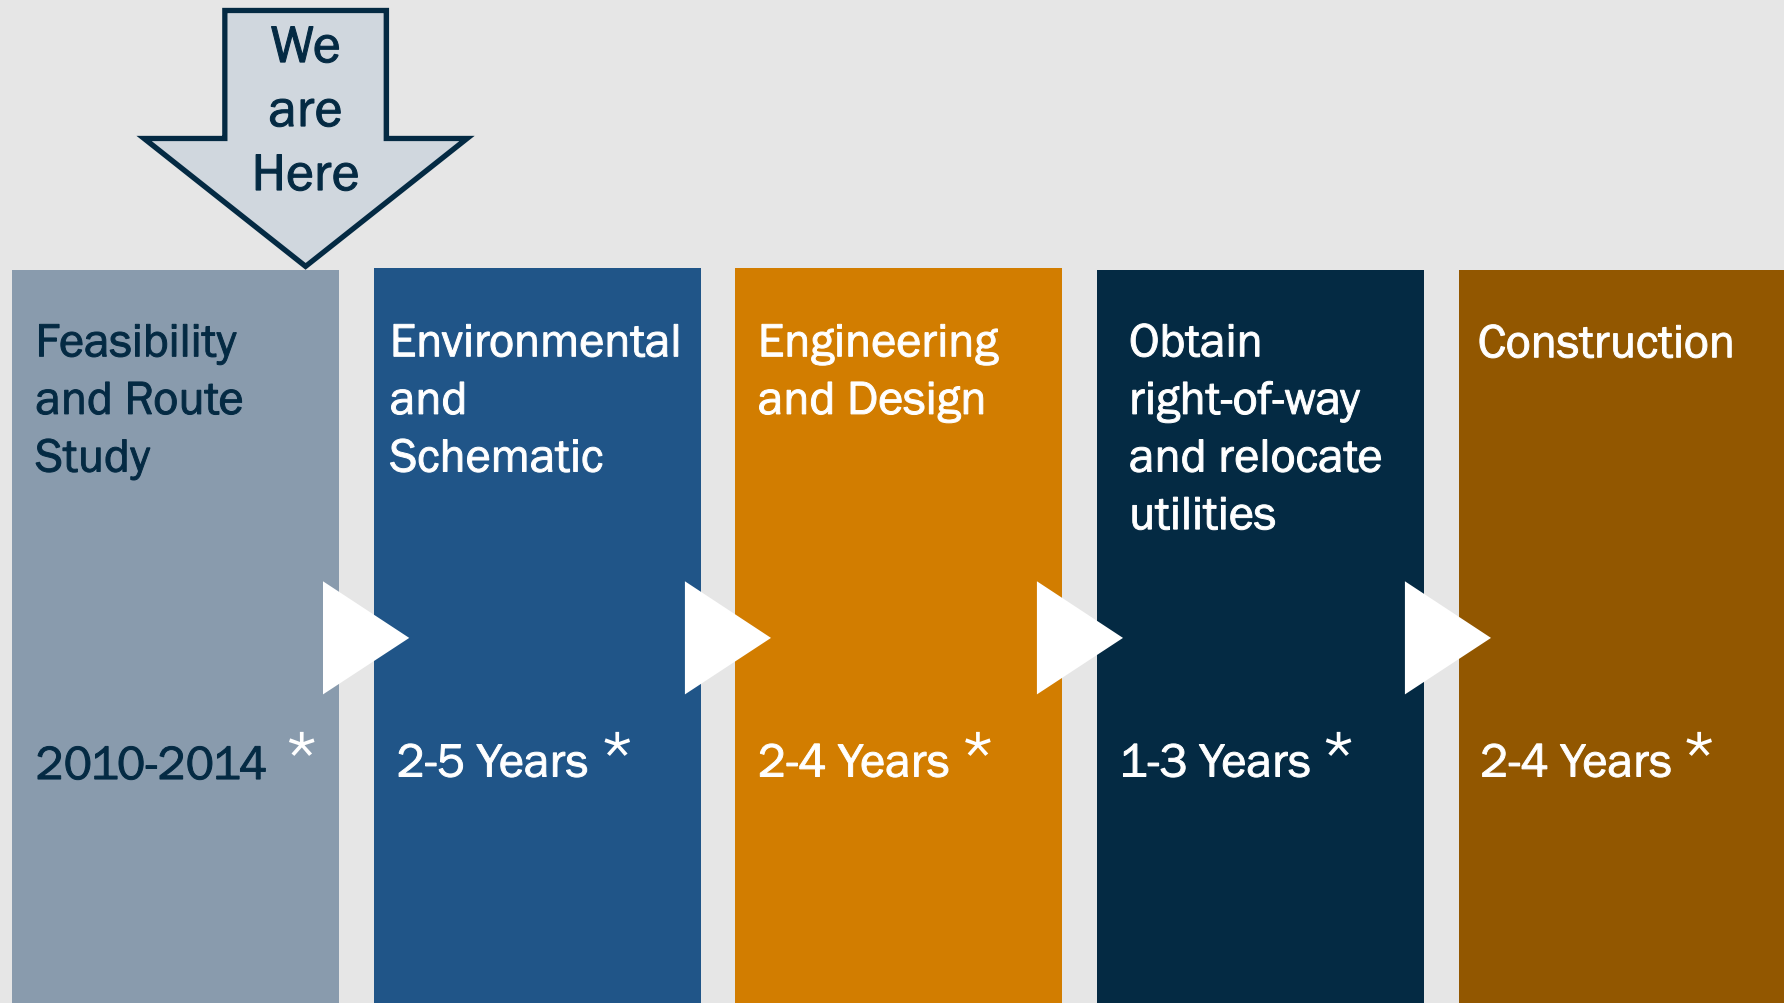 We
are
Here
Feasibility
and Route
Study
2010-2014 *
Environmental
and
Schematic
2-5 Years *
Engineering
and Design
2-4 Years *
Obtain
right-of-way
and relocate
utilities
1-3 Years *
Construction
2-4 Years *